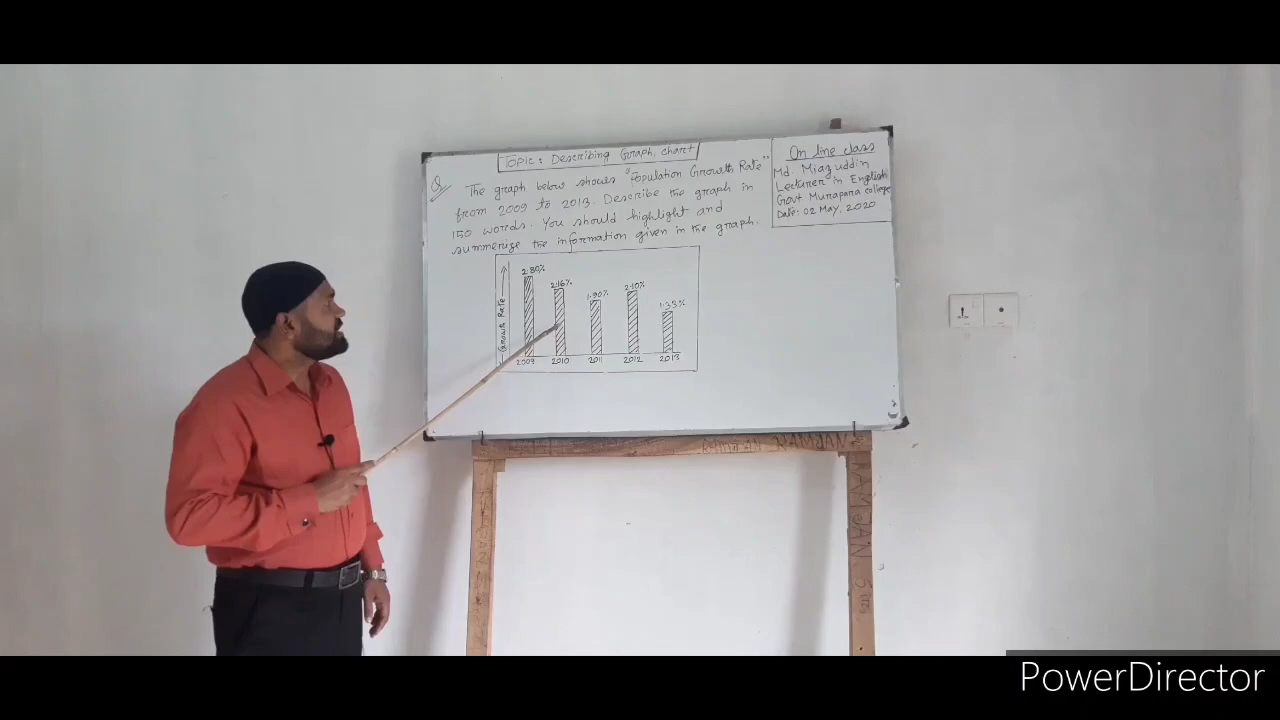 Topic: Describing Graph, chart
Q
The graph below shows "Population Growth Rate"
from 2009 to 2013. Describe the graph in
150 words. You should highlight and
summerize the information given in the graph.
On line class
Md. Miazuddin
Lecturer in English
Govt Murapara college
Date: 02 May, 2020
Growth Rate
2.80%
2.16%
1.90%
2.10%
1.33%
2009 2010 2011 2012 2013
RAMJAN
RAMJAN
PowerDirector